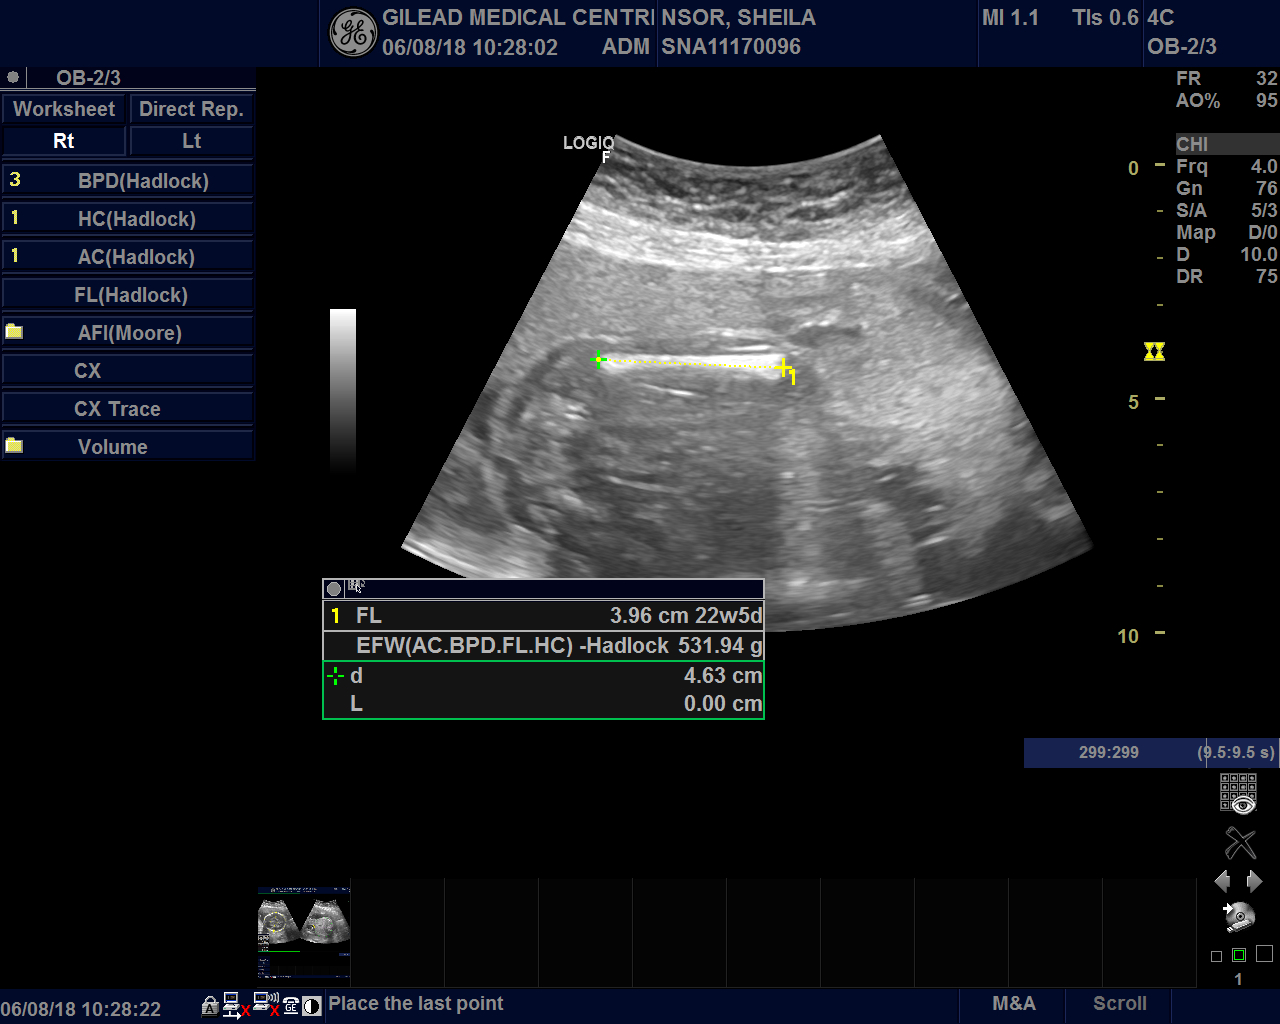 GILEAD MEDICAL CENTR
NSOR, SHEILA
MI 1.1
TIs 0.6
4C
06/08/18 10:28:02
ADM
SNA11170096
OB-2/3
OB-2/3
Worksheet
Direct Rep.
Rt
Lt
3 BPD(Hadlock)
1 HC(Hadlock)
1 AC(Hadlock)
FL(Hadlock)
AFI(Moore)
CX
CX Trace
Volume
LOGIQ
F
FR 32
AO% 95
CHI
Frq 4.0
Gn 76
S/A 5/3
Map D/0
D 10.0
DR 75
0
5
10
1
1 FL 3.96 cm 22w5d
EFW(AC.BPD.FL.HC) -Hadlock 531.94 g
d 4.63 cm
L 0.00 cm
299:299 (9.5:9.5 s)
1
06/08/18 10:28:22
Place the last point
M&A
Scroll